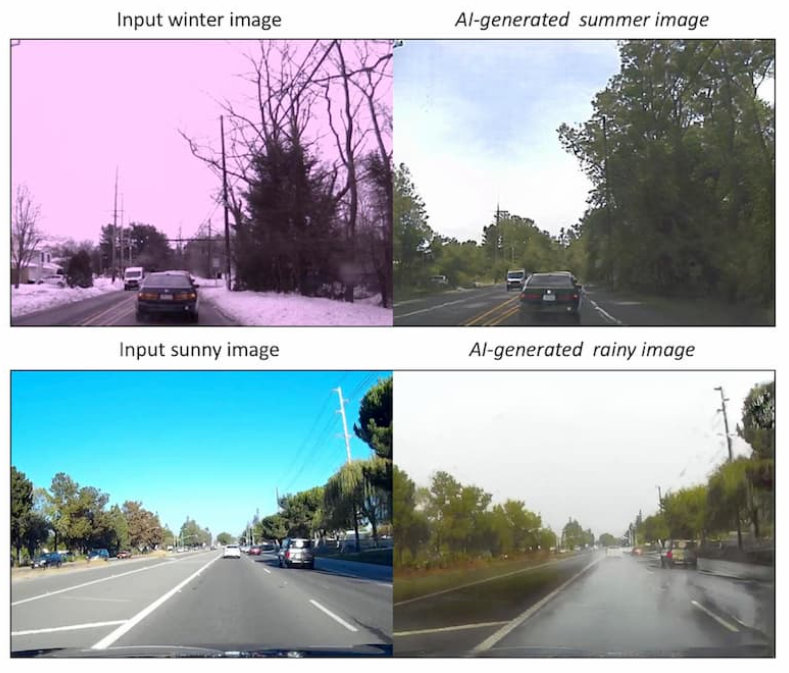 Input winter image
AI-generated summer image
Input sunny image
AI-generated rainy image